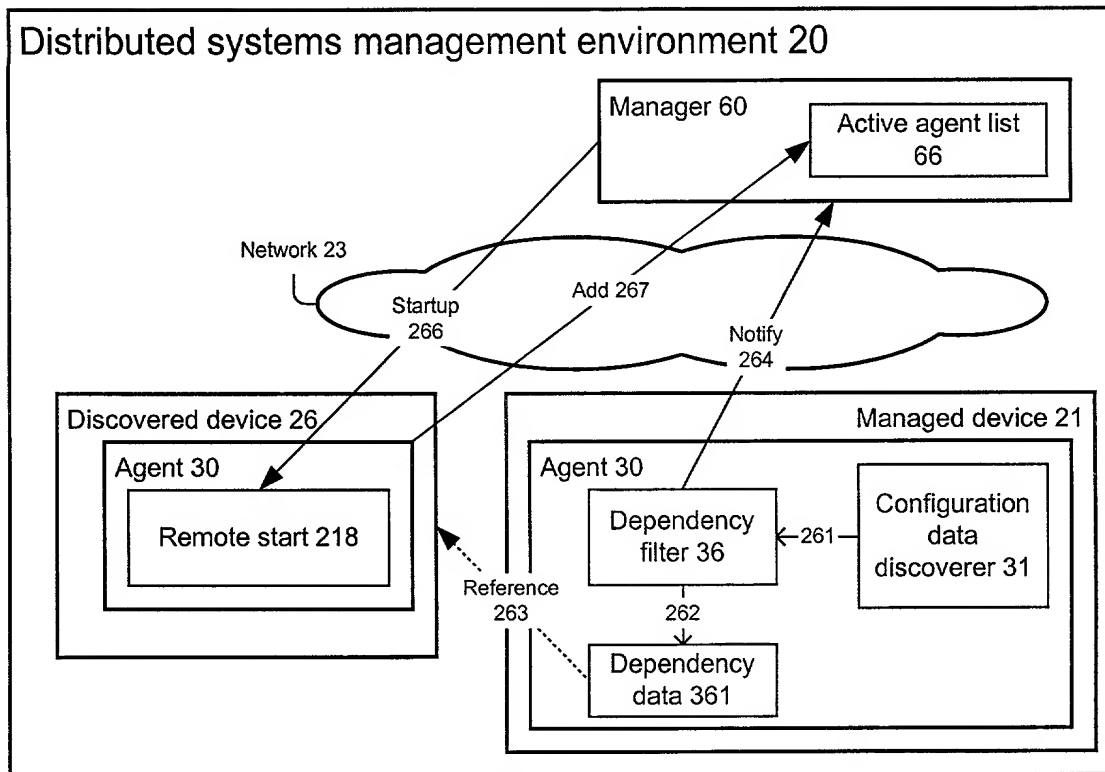 Distributed systems management environment 20
Manager 60
Active agent list
66
Network 23
Startup
266
Add 267
Notify
264
Discovered device 26
Agent 30
Remote start 218
Reference
263
Managed device 21
Agent 30
Dependency
filter 36
261
Configuration
data
discoverer 31
262
Dependency
data 361